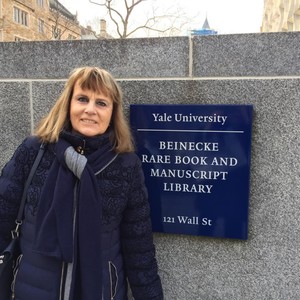 Yale University
BEINECKE
RARE BOOK AND
MANUSCRIPT
LIBRARY
121 Wall St